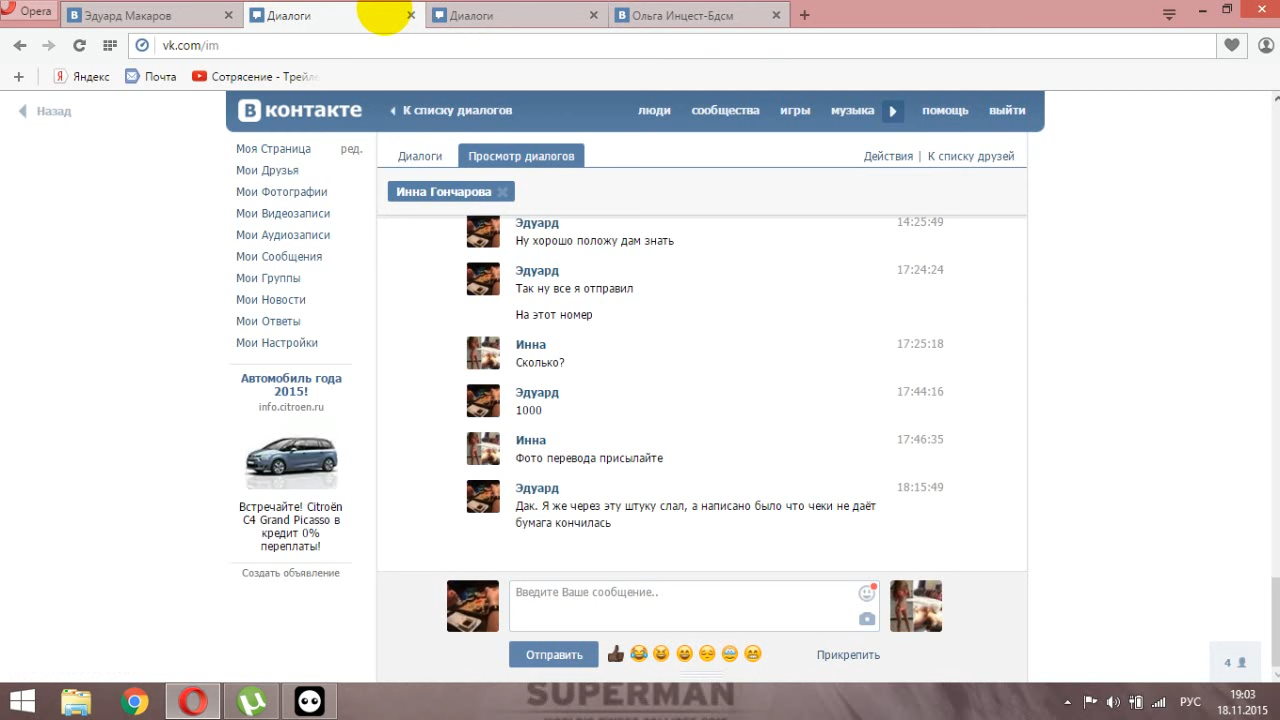 Opera
Эдуард Макаров
Диалоги
Диалоги
Ольга Инцест-Бдсм
vk.com/im
Яндекс
Почта
Сотрясение - Трейле
Назад
В контакте
К списку диалогов
люди
сообщества
игры
музыка
помощь
выйти
Моя Страница
ред.
Мои Друзья
Мои Фотографии
Мои Видеозаписи
Мои Аудиозаписи
Мои Сообщения
Мои Группы
Мои Новости
Мои Ответы
Мои Настройки
Автомобиль года
2015!
info.citroen.ru
Встречайте! Citroën
C4 Grand Picasso в
кредит 0%
переплаты!
Создать объявление
Диалоги
Просмотр диалогов
Действия | К списку друзей
Инна Гончарова
Эдуард
14:25:49
Ну хорошо положу дам знать
Эдуард
17:24:24
Так ну все я отправил
На этот номер
Инна
17:25:18
Сколько?
Эдуард
17:44:16
1000
Инна
17:46:35
Фото перевода присылайте
Эдуард
18:15:49
Дак. Я же через эту штуку слал, а написано было что чеки не даёт
бумага кончилась
Введите Ваше сообщение..
Отправить
Прикрепить
4
SUPERMAN
РУС
19:03
18.11.2015